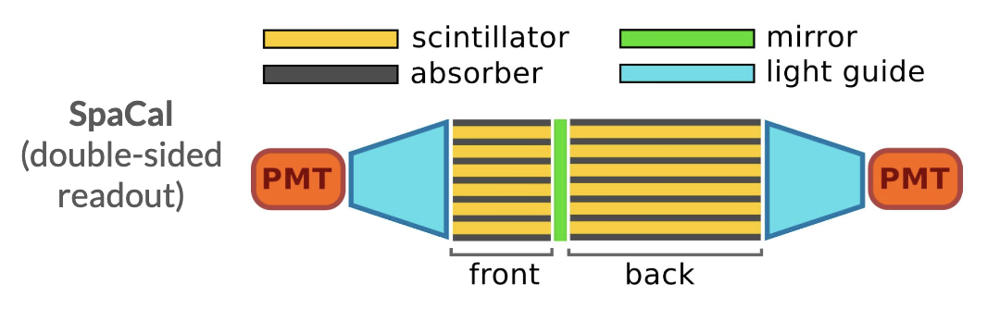 scintillator
mirror
absorber
light guide
SpaCal
(double-sided
readout)
PMT
PMT
front
back